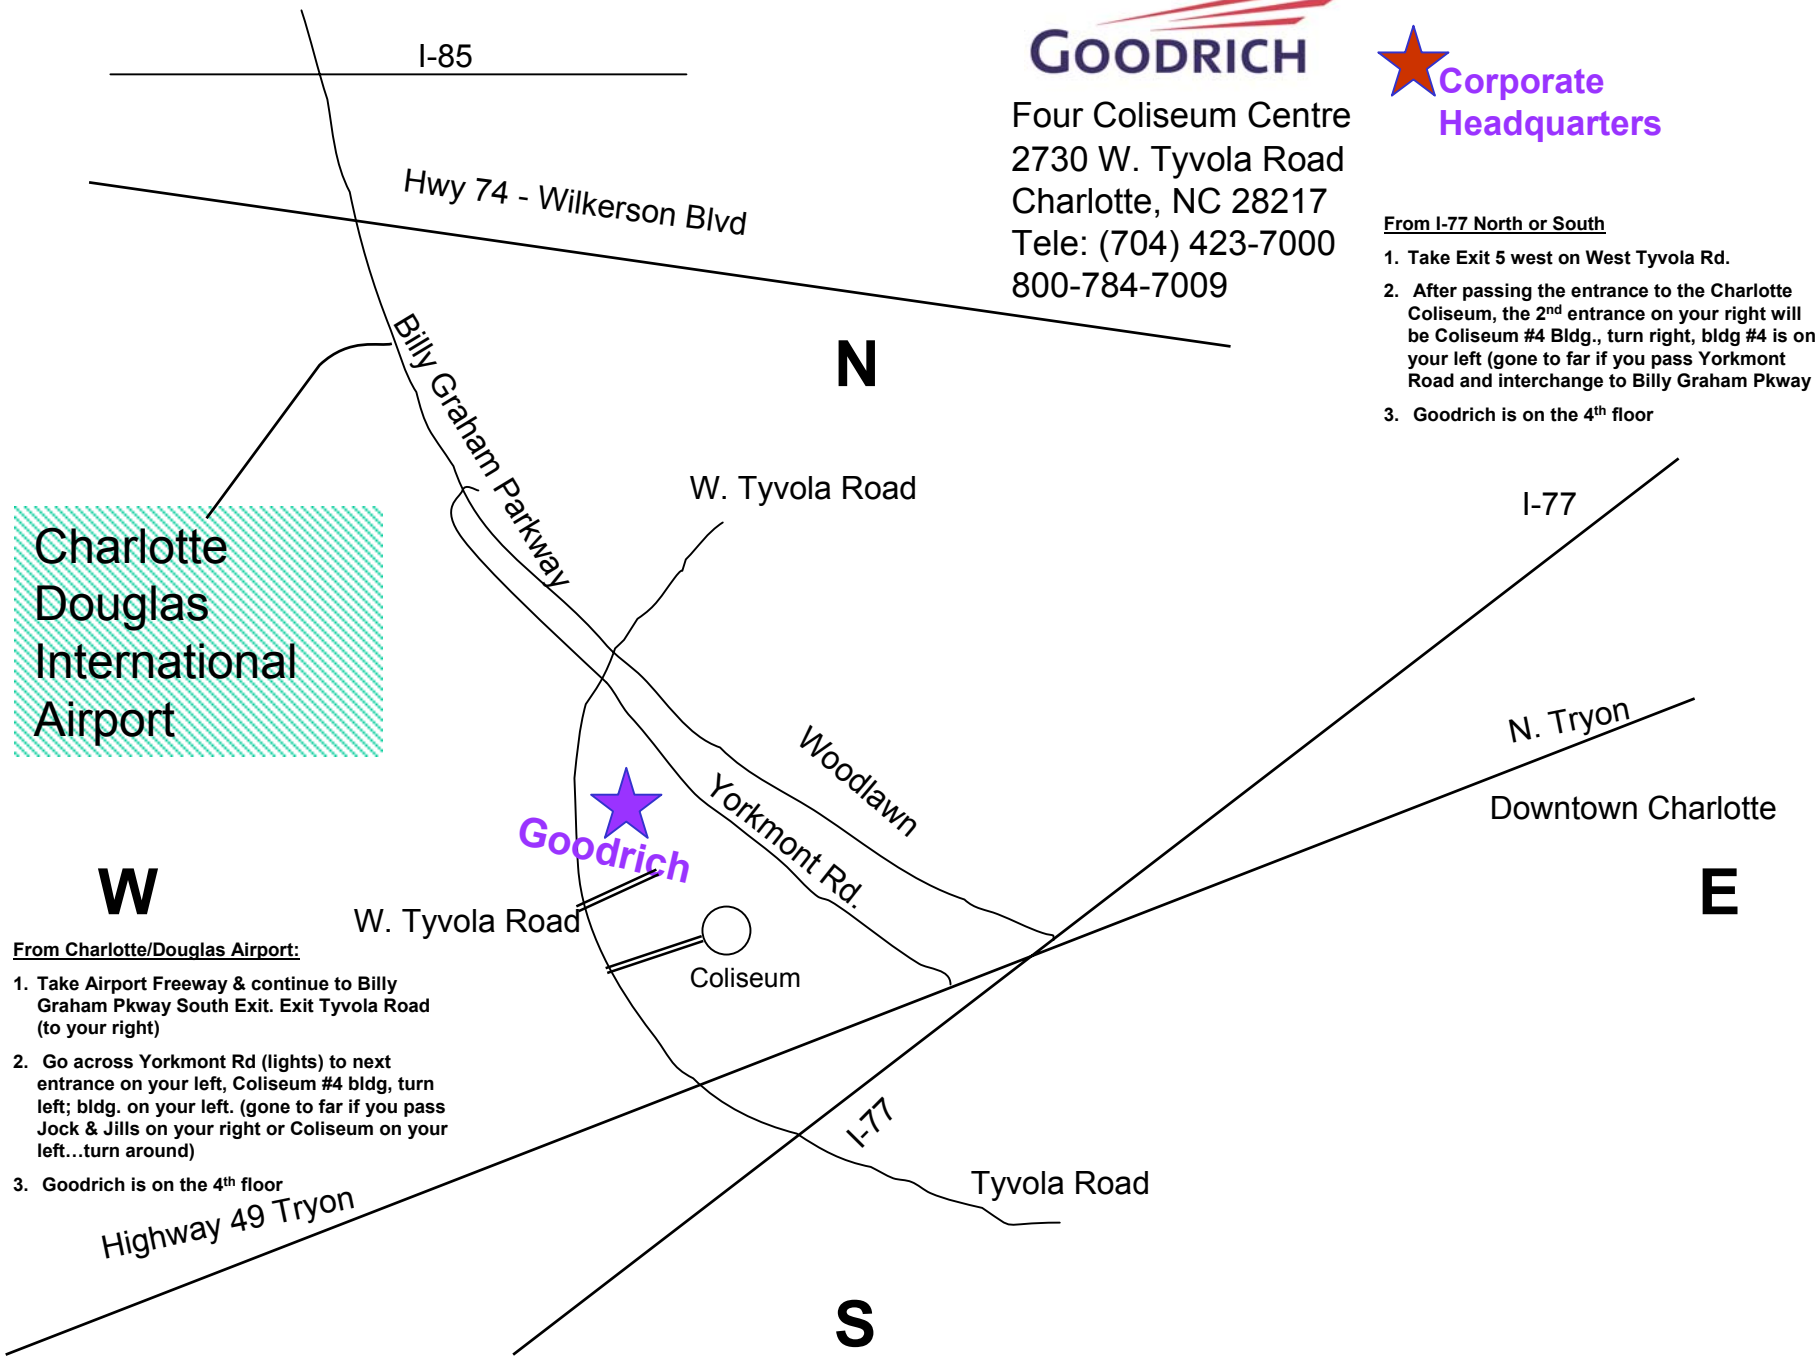 I-85
GOODRICH
Corporate
Headquarters
Four Coliseum Centre
2730 W. Tyvola Road
Charlotte, NC 28217
Tele: (704) 423-7000
800-784-7009
Hwy 74 - Wilkerson Blvd
From I-77 North or South
1. Take Exit 5 west on West Tyvola Rd.
2. After passing the entrance to the Charlotte
Coliseum, the 2nd entrance on your right will
be Coliseum #4 Bldg., turn right, bldg #4 is on
your left (gone to far if you pass Yorkmont
Road and interchange to Billy Graham Pkway
3. Goodrich is on the 4th floor
N
Billy Graham Parkway
W. Tyvola Road
I-77
Charlotte
Douglas
International
Airport
N. Tryon
Woodlawn
Yorkmont Rd.
Downtown Charlotte
Goodrich
W
E
W. Tyvola Road
Coliseum
From Charlotte/Douglas Airport:
1. Take Airport Freeway & continue to Billy
Graham Pkway South Exit. Exit Tyvola Road
(to your right)
2. Go across Yorkmont Rd (lights) to next
entrance on your left, Coliseum #4 bldg, turn
left; bldg. on your left. (gone to far if you pass
Jock & Jills on your right or Coliseum on your
left…turn around)
3. Goodrich is on the 4th floor
I-77
Tyvola Road
Highway 49 Tryon
S